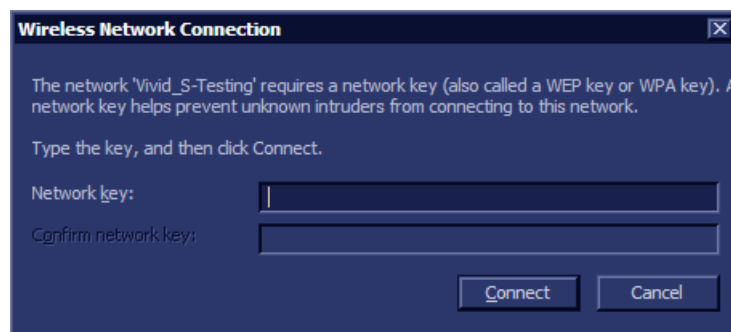 Wireless Network Connection
The network 'Vivid_S-Testing' requires a network key (also called a WEP key or WPA key). A
network key helps prevent unknown intruders from connecting to this network.
Type the key, and then click Connect.
Network key:
Confirm network key:
Connect Cancel